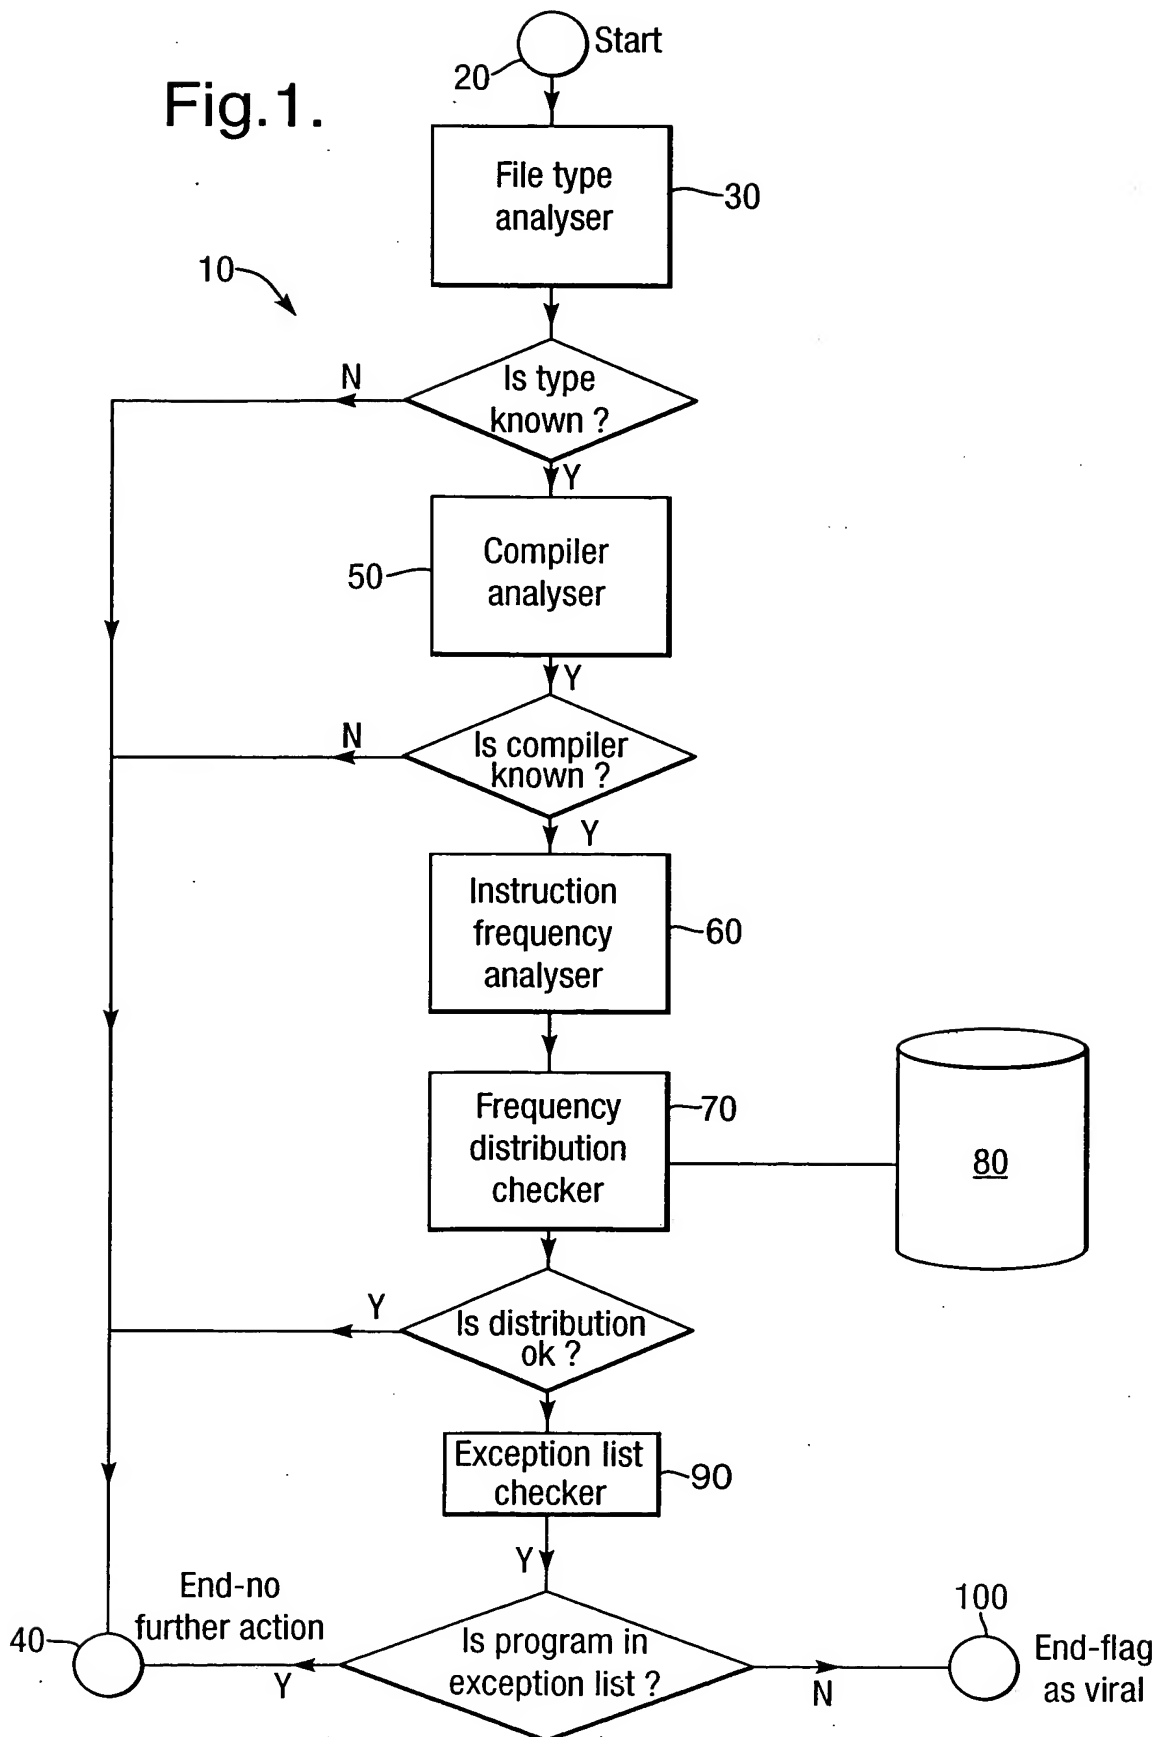 Start
20
Fig.1.
File type
analyser
30
10
Is type
known ?
N
Y
Compiler
analyser
50
Y
Is compiler
known ?
N
Y
Instruction
frequency
analyser
60
Frequency
distribution
checker
70
80
Y
Is distribution
ok ?
Exception list
checker
90
Y
End-no
further action
40
Y
Is program in
exception list ?
N
100
End-flag
as viral